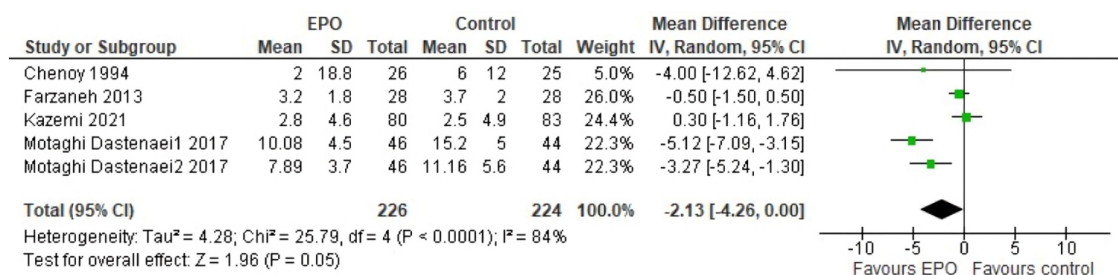 EPO Control Mean Difference Mean Difference
Study or Subgroup Mean SD Total Mean SD Total Weight IV, Random, 95% CI IV, Random, 95% CI
Chenoy 1994 2 18.8 26 6 12 25 5.0% -4.00 [-12.62, 4.62]
Farzaneh 2013 3.2 1.8 28 3.7 2 28 26.0% -0.50 [-1.50, 0.50]
Kazemi 2021 2.8 4.6 80 2.5 4.9 83 24.4% 0.30 [-1.16, 1.76]
Motaghi Dastenaei1 2017 10.08 4.5 46 15.2 5 44 22.3% -5.12 [-7.09, -3.15]
Motaghi Dastenaei2 2017 7.89 3.7 46 11.16 5.6 44 22.3% -3.27 [-5.24, -1.30]
Total (95% CI) 226 224 100.0% -2.13 [-4.26, 0.00]
Heterogeneity: Tau² = 4.28; Chi² = 25.79, df = 4 (P < 0.0001); I² = 84%
Test for overall effect: Z = 1.96 (P = 0.05)
-10 -5 0 5 10
Favours EPO Favours control